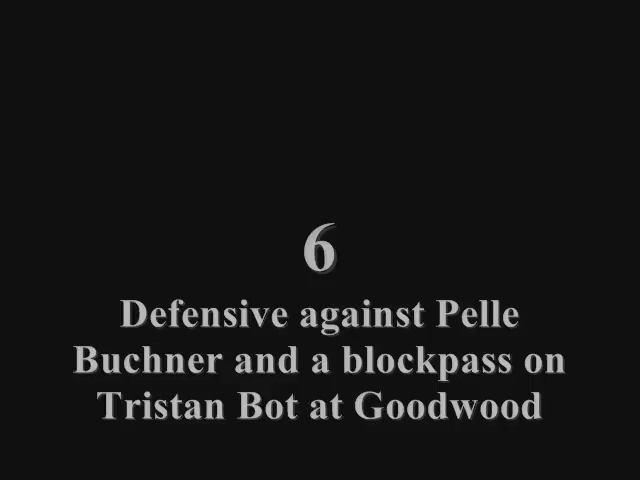 6
Defensive against Pelle
Buchner and a blockpass on
Tristan Bot at Goodwood